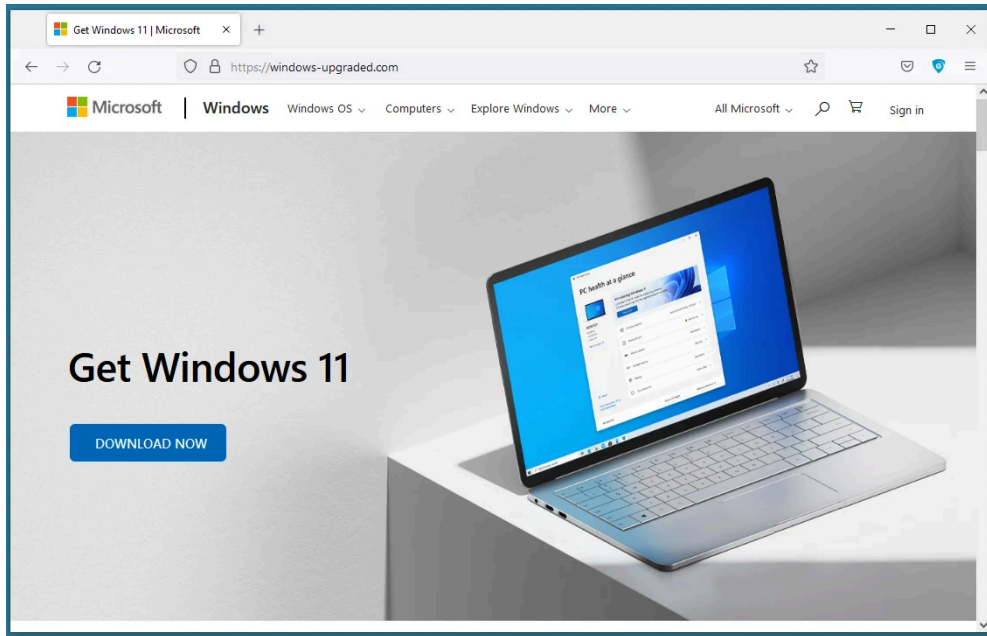 Get Windows 11 | Microsoft
https://windows-upgraded.com
Microsoft | Windows Windows OS Computers Explore Windows More All Microsoft Sign in
PC health at a glance
Get Windows 11
DOWNLOAD NOW